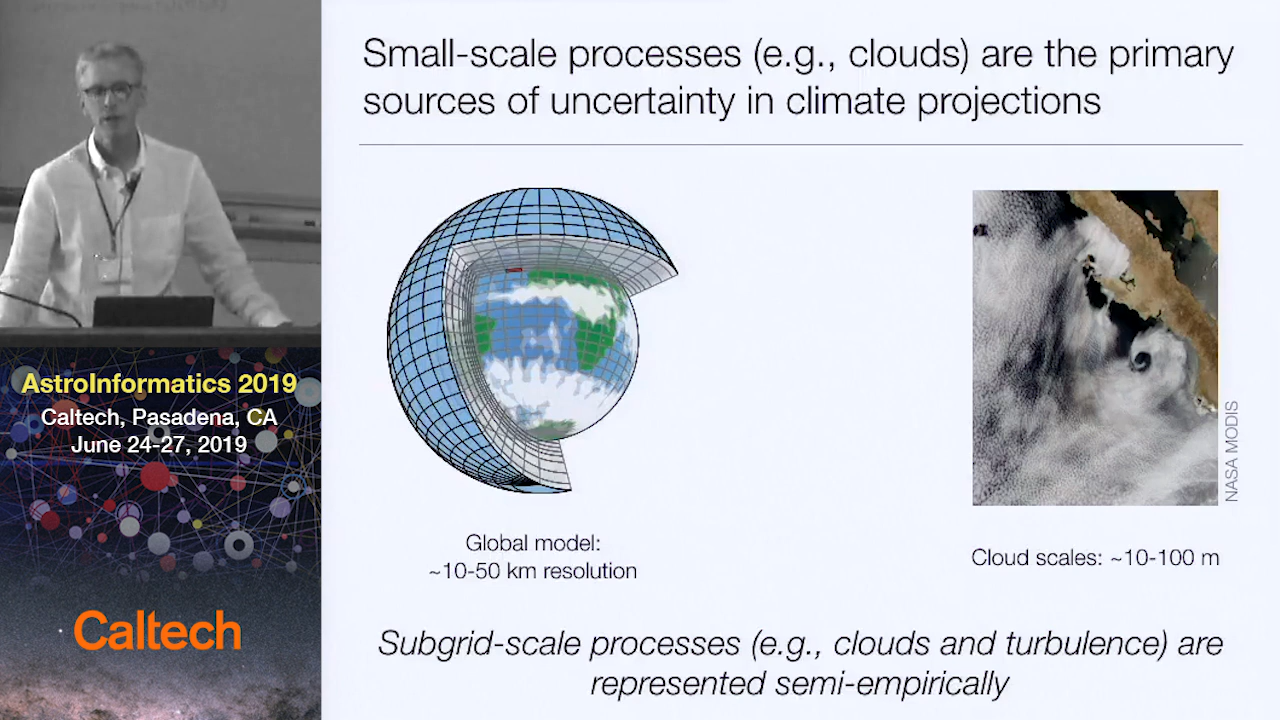 Small-scale processes (e.g., clouds) are the primary
sources of uncertainty in climate projections
AstroInformatics 2019
Caltech, Pasadena, CA
June 24-27, 2019
Caltech
NASA MODIS
Global model:
~10-50 km resolution
Cloud scales: ~10-100 m
Subgrid-scale processes (e.g., clouds and turbulence) are
represented semi-empirically